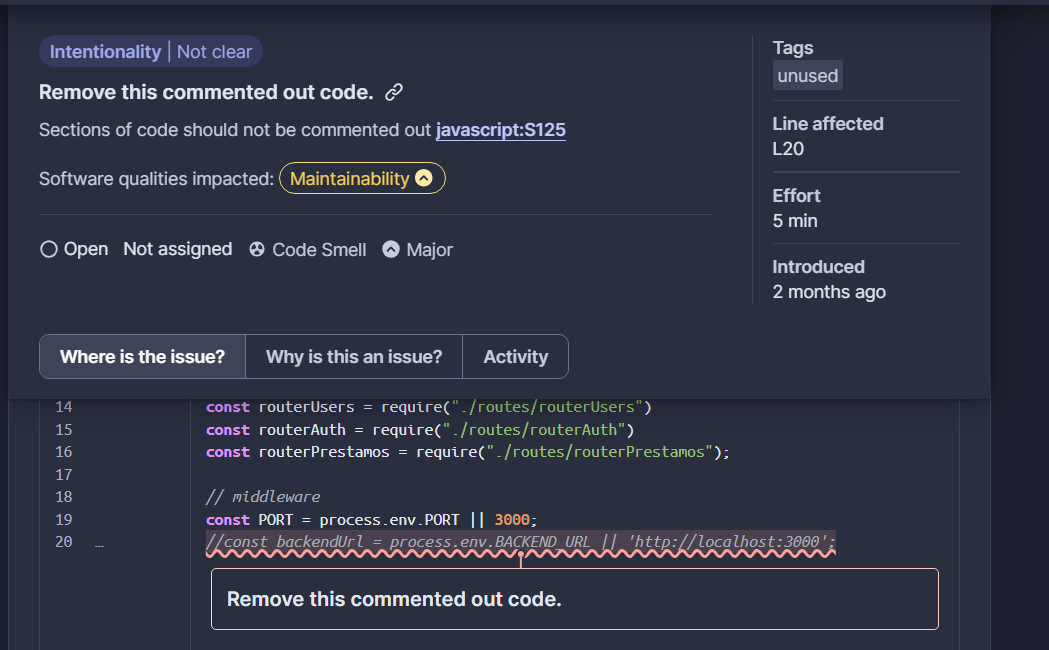 Intentionality | Not clear
Remove this commented out code.
Sections of code should not be commented out javascript:S125
Software qualities impacted: Maintainability
Open Not assigned Code Smell Major
Tags
unused
Line affected
L20
Effort
5 min
Introduced
2 months ago
Where is the issue? Why is this an issue? Activity
14 const routerUsers = require("./routes/routerUsers")
15 const routerAuth = require("./routes/routerAuth")
16 const routerPrestamos = require("./routes/routerPrestamos");
17
18 // middleware
19 const PORT = process.env.PORT || 3000;
20 … //const backendUrl = process.env.BACKEND_URL || 'http://localhost:3000';
Remove this commented out code.